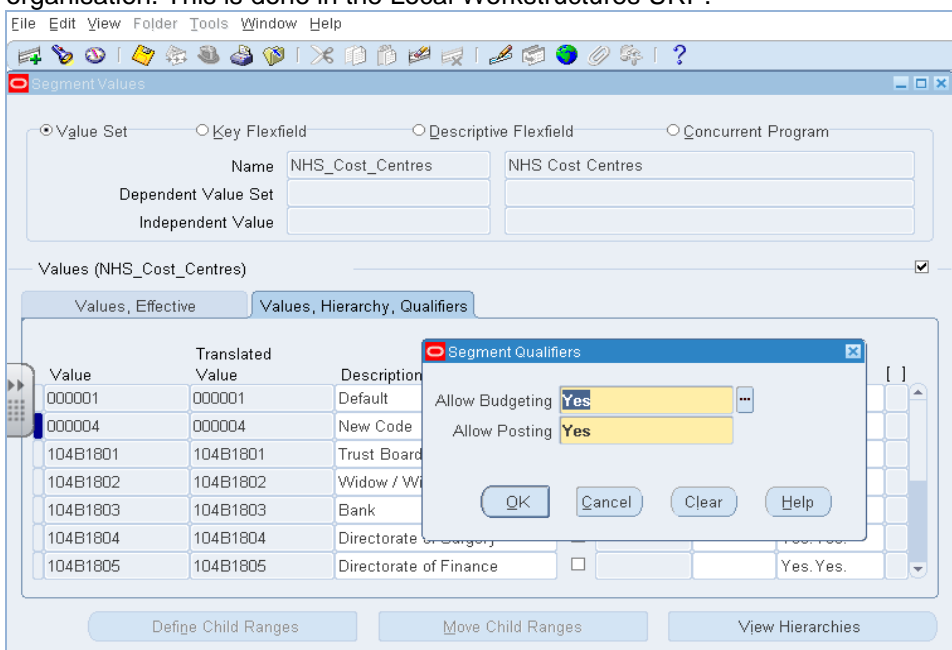 organisation. This is done in the Local Workstructures URP.
File Edit View Folder Tools Window Help
Segment Values
Value Set Key Flexfield Descriptive Flexfield Concurrent Program
Name NHS_Cost_Centres NHS Cost Centres
Dependent Value Set
Independent Value
Values (NHS_Cost_Centres)
Values, Effective Values, Hierarchy, Qualifiers
Translated
Value Value Description [ ]
Segment Qualifiers
Allow Budgeting Yes ...
Allow Posting Yes
OK Cancel Clear Help
000001 000001 Default
000004 000004 New Code
104B1801 104B1801 Trust Board
104B1802 104B1802 Widow / Wi
104B1803 104B1803 Bank
104B1804 104B1804 Directorate of Surgery Yes.Yes.
104B1805 104B1805 Directorate of Finance Yes.Yes.
Define Child Ranges Move Child Ranges View Hierarchies